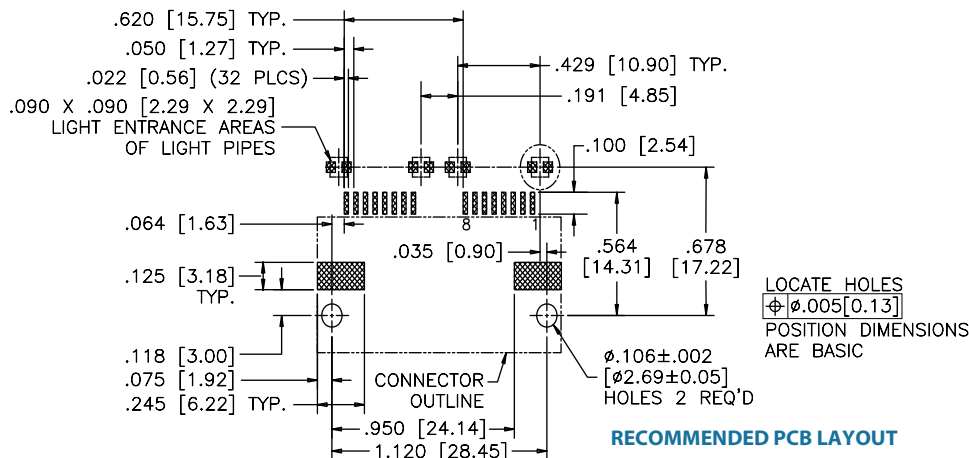 .620 [15.75] TYP.
.050 [1.27] TYP.
.022 [0.56] (32 PLCS)
.090 X .090 [2.29 X 2.29]
LIGHT ENTRANCE AREAS
OF LIGHT PIPES
.429 [10.90] TYP.
.191 [4.85]
.100 [2.54]
8
1
.064 [1.63]
.035 [0.90]
.564
[14.31]
.678
[17.22]
.125 [3.18]
TYP.
LOCATE HOLES
⌖ ⌀.005[0.13]
POSITION DIMENSIONS
ARE BASIC
.118 [3.00]
.075 [1.92]
.245 [6.22] TYP.
CONNECTOR
OUTLINE
⌀.106±.002
[⌀2.69±0.05]
HOLES 2 REQ'D
.950 [24.14]
1.120 [28.45]
RECOMMENDED PCB LAYOUT